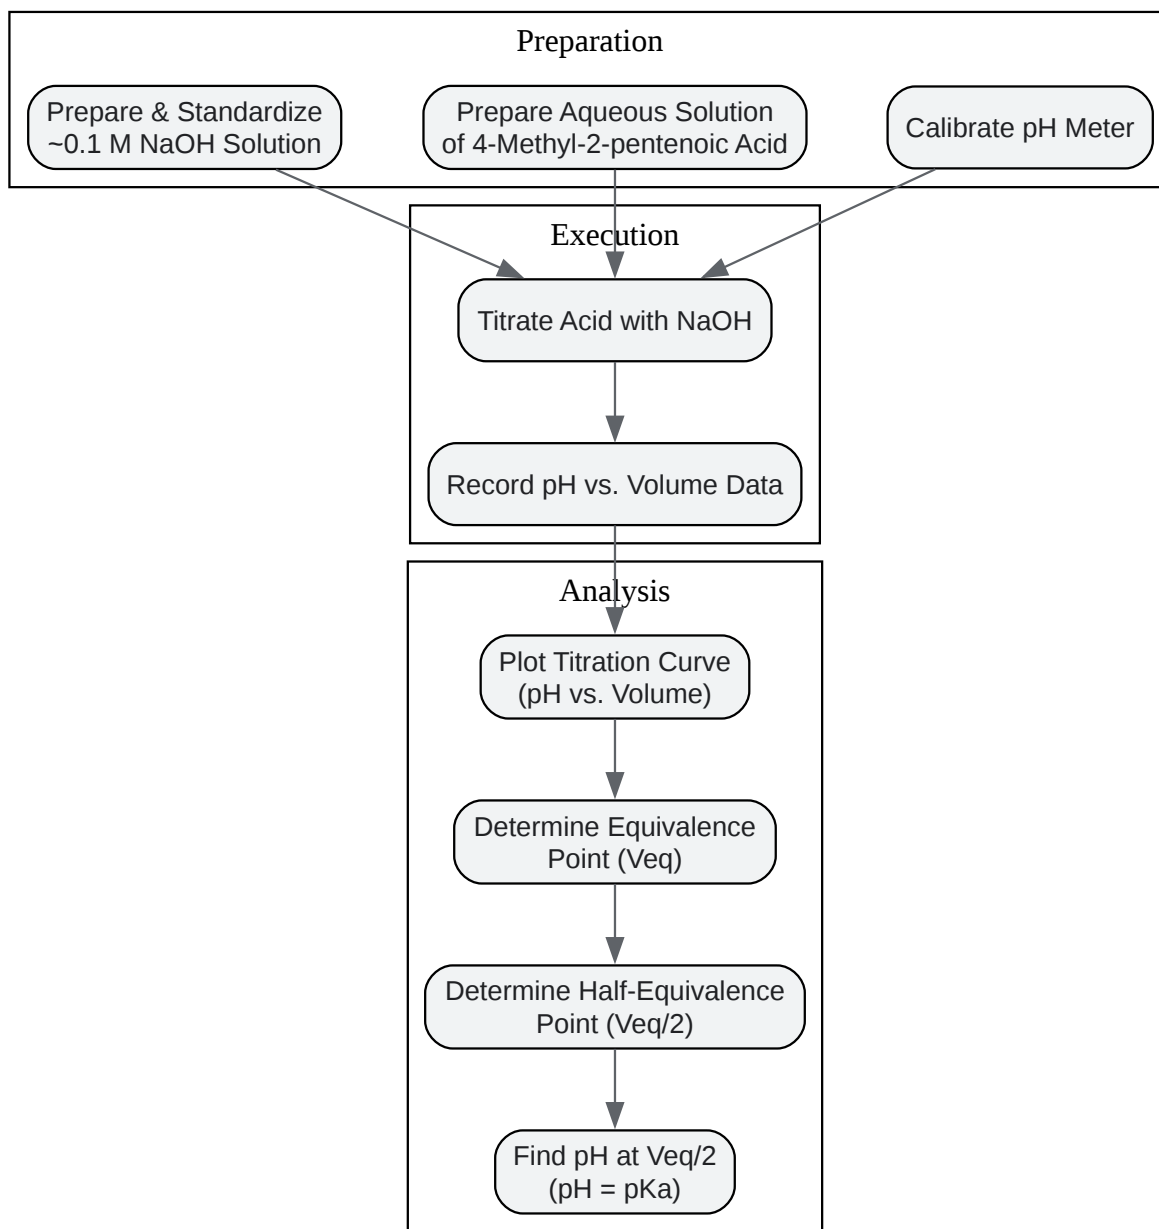 Preparation
Prepare & Standardize
~0.1 M NaOH Solution
Prepare Aqueous Solution
of 4-Methyl-2-pentenoic Acid
Calibrate pH Meter
Execution
Titrate Acid with NaOH
Record pH vs. Volume Data
Analysis
Plot Titration Curve
(pH vs. Volume)
Determine Equivalence
Point (Veq)
Determine Half-Equivalence
Point (Veq/2)
Find pH at Veq/2
(pH = pKa)